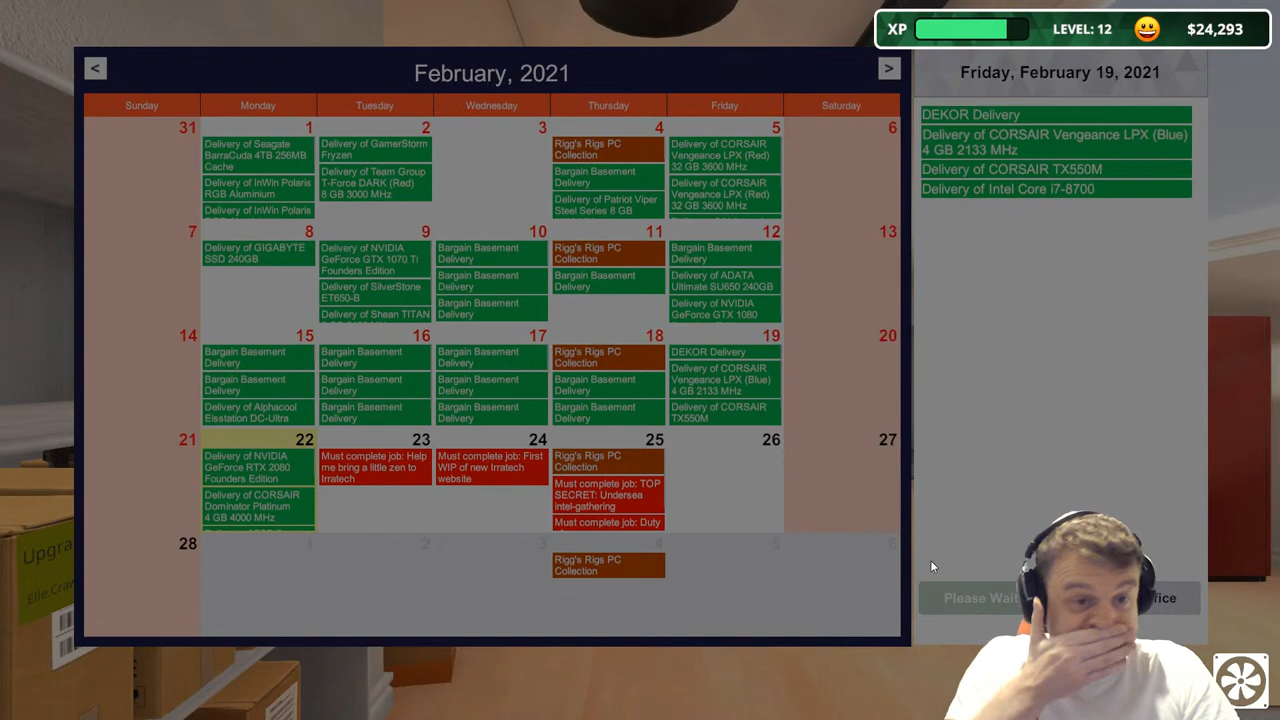 XP LEVEL: 12 $24,293
< February, 2021 >
Friday, February 19, 2021
DEKOR Delivery
Delivery of CORSAIR Vengeance LPX (Blue)
4 GB 2133 MHz
Delivery of CORSAIR TX550M
Delivery of Intel Core i7-8700
Sunday Monday Tuesday Wednesday Thursday Friday Saturday
31 1 2 3 4 5 6
Delivery of Seagate
BarraCuda 4TB 256MB
Cache
Delivery of InWin Polaris
RGB Aluminium
Delivery of InWin Polaris
Delivery of GamerStorm
Fryzen
Delivery of Team Group
T-Force DARK (Red)
8 GB 3000 MHz
Rigg's Rigs PC
Collection
Bargain Basement
Delivery
Delivery of Patriot Viper
Steel Series 8 GB
Delivery of CORSAIR
Vengeance LPX (Red)
32 GB 3600 MHz
Delivery of CORSAIR
Vengeance LPX (Red)
32 GB 3600 MHz
7 8 9 10 11 12 13
Delivery of GIGABYTE
SSD 240GB
Delivery of NVIDIA
GeForce GTX 1070 Ti
Founders Edition
Delivery of SilverStone
ET650-B
Delivery of Shean TITAN
Bargain Basement
Delivery
Bargain Basement
Delivery
Bargain Basement
Delivery
Rigg's Rigs PC
Collection
Bargain Basement
Delivery
Bargain Basement
Delivery
Delivery of ADATA
Ultimate SU650 240GB
Delivery of NVIDIA
GeForce GTX 1080
14 15 16 17 18 19 20
Bargain Basement
Delivery
Bargain Basement
Delivery
Delivery of Alphacool
Eisstation DC-Ultra
Bargain Basement
Delivery
Bargain Basement
Delivery
Bargain Basement
Delivery
Bargain Basement
Delivery
Bargain Basement
Delivery
Bargain Basement
Delivery
Rigg's Rigs PC
Collection
Bargain Basement
Delivery
Bargain Basement
Delivery
DEKOR Delivery
Delivery of CORSAIR
Vengeance LPX (Blue)
4 GB 2133 MHz
Delivery of CORSAIR
TX550M
21 22 23 24 25 26 27
Delivery of NVIDIA
GeForce RTX 2080
Founders Edition
Delivery of CORSAIR
Dominator Platinum
4 GB 4000 MHz
Must complete job: Help
me bring a little zen to
Irratech
Must complete job: First
WIP of new Irratech
website
Rigg's Rigs PC
Collection
Must complete job: TOP
SECRET: Undersea
intel-gathering
Must complete job: Duty
28 1 2 3 4 5 6
Rigg's Rigs PC
Collection
Please Wait
Upgra
Elle.Craw